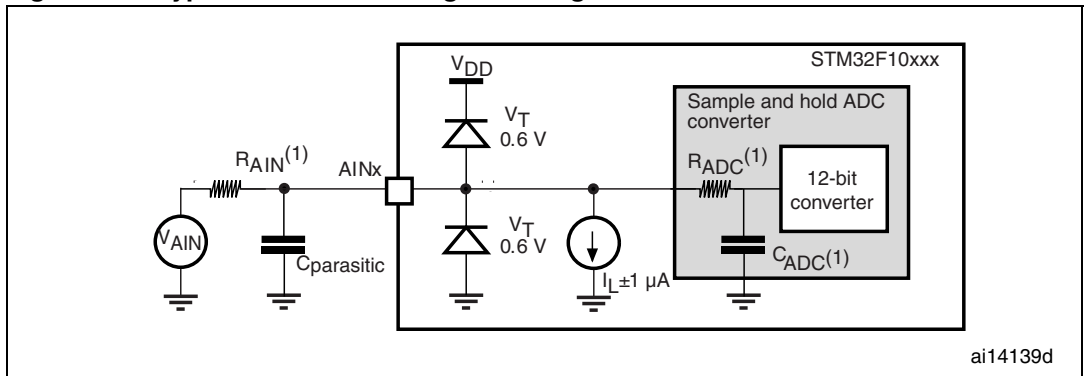 STM32F10xxx
VDD
Sample and hold ADC
converter
VT
0.6 V
RAIN(1)
AINx
RADC(1)
12-bit
converter
VAIN
Cparasitic
VT
0.6 V
IL±1 µA
CADC(1)
ai14139d